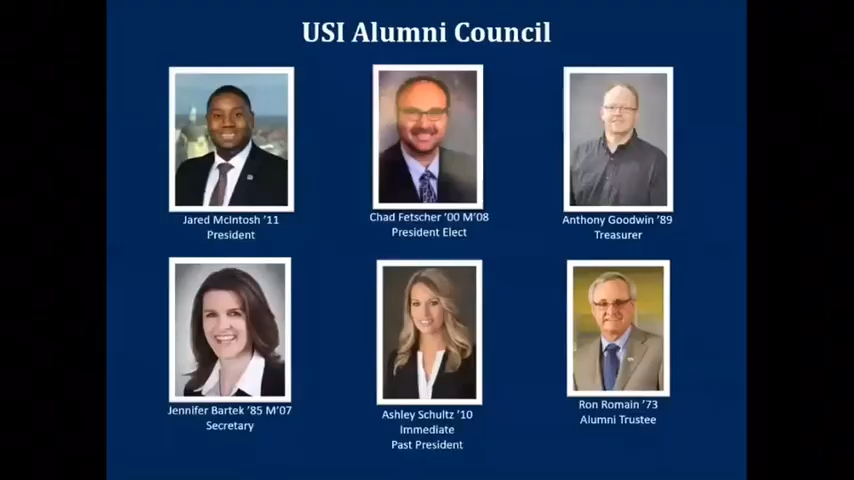 USI Alumni Council
Jared McIntosh '11
President
Chad Fetscher '00 M'08
President Elect
Anthony Goodwin '89
Treasurer
Jennifer Bartek '85 M'07
Secretary
Ashley Schultz '10
Immediate
Past President
Ron Romain '73
Alumni Trustee